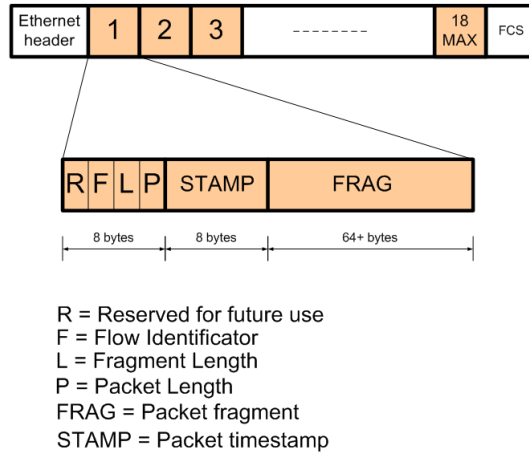 Ethernet header
1
2
3
--------
18 MAX
FCS
R F L P
STAMP
FRAG
8 bytes
8 bytes
64+ bytes
R = Reserved for future use
F = Flow Identificator
L = Fragment Length
P = Packet Length
FRAG = Packet fragment
STAMP = Packet timestamp